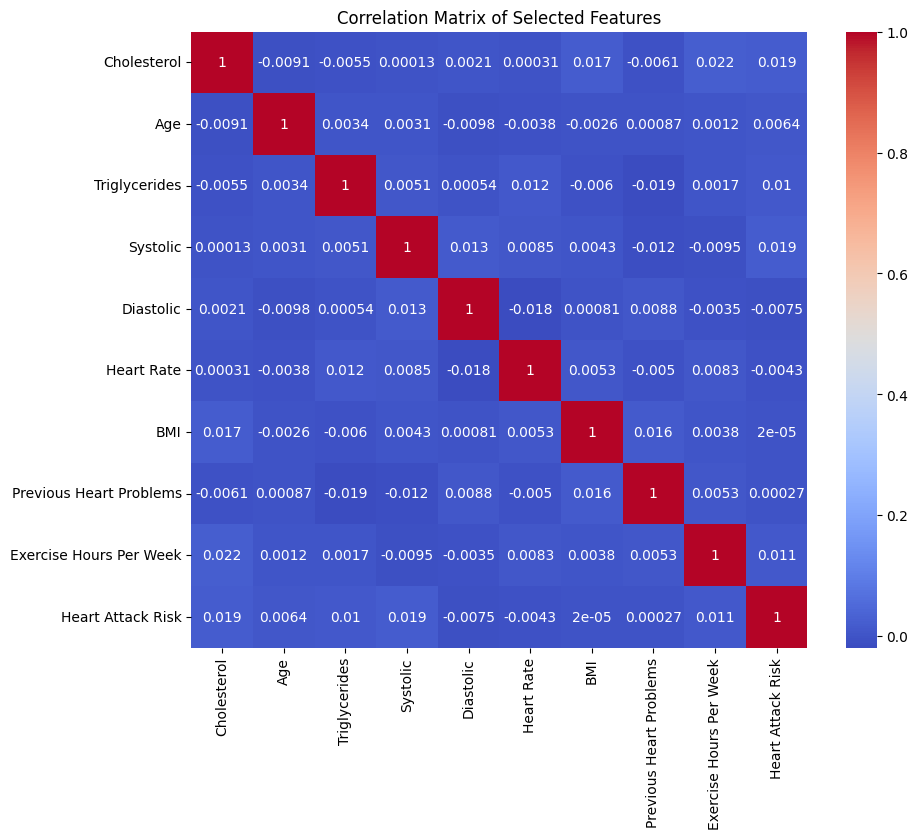 Correlation Matrix of Selected Features
Cholesterol 1 -0.0091 -0.0055 0.00013 0.0021 0.00031 0.017 -0.0061 0.022 0.019
Age -0.0091 1 0.0034 0.0031 -0.0098 -0.0038 -0.0026 0.00087 0.0012 0.0064
Triglycerides -0.0055 0.0034 1 0.0051 0.00054 0.012 -0.006 -0.019 0.0017 0.01
Systolic 0.00013 0.0031 0.0051 1 0.013 0.0085 0.0043 -0.012 -0.0095 0.019
Diastolic 0.0021 -0.0098 0.00054 0.013 1 -0.018 0.00081 0.0088 -0.0035 -0.0075
Heart Rate 0.00031 -0.0038 0.012 0.0085 -0.018 1 0.0053 -0.005 0.0083 -0.0043
BMI 0.017 -0.0026 -0.006 0.0043 0.00081 0.0053 1 0.016 0.0038 2e-05
Previous Heart Problems -0.0061 0.00087 -0.019 -0.012 0.0088 -0.005 0.016 1 0.0053 0.00027
Exercise Hours Per Week 0.022 0.0012 0.0017 -0.0095 -0.0035 0.0083 0.0038 0.0053 1 0.011
Heart Attack Risk 0.019 0.0064 0.01 0.019 -0.0075 -0.0043 2e-05 0.00027 0.011 1
Cholesterol
Age
Triglycerides
Systolic
Diastolic
Heart Rate
BMI
Previous Heart Problems
Exercise Hours Per Week
Heart Attack Risk
1.0
0.8
0.6
0.4
0.2
0.0